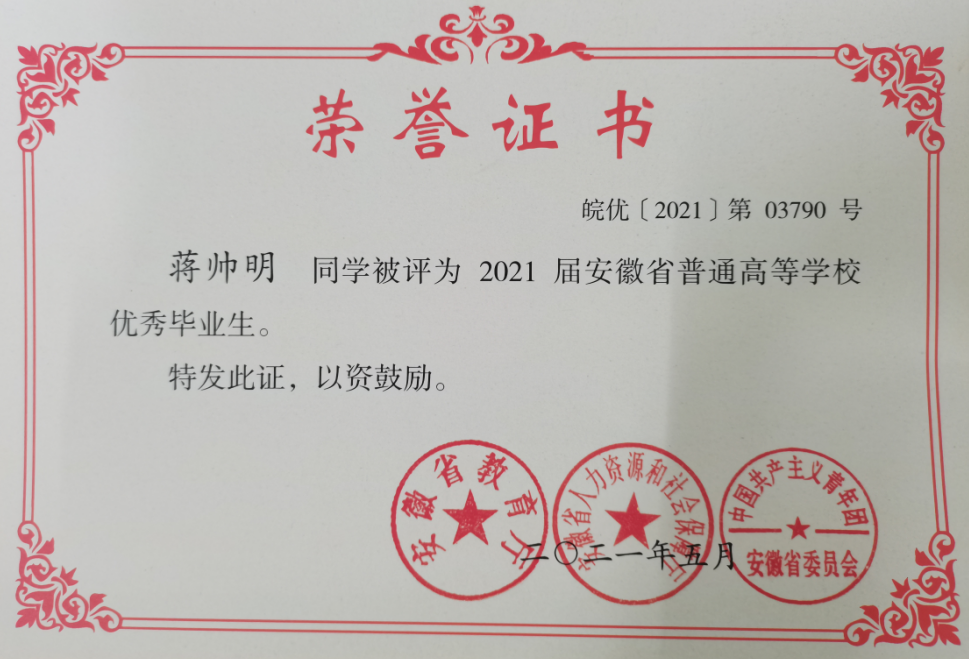 荣誉证书
皖优〔2021〕第 03790 号
蒋帅明 同学被评为 2021 届安徽省普通高等学校
优秀毕业生。
特发此证，以资鼓励。
安徽省教育厅
安徽省人力资源和社会保障厅
中国共产主义青年团
安徽省委员会
二〇二一年五月